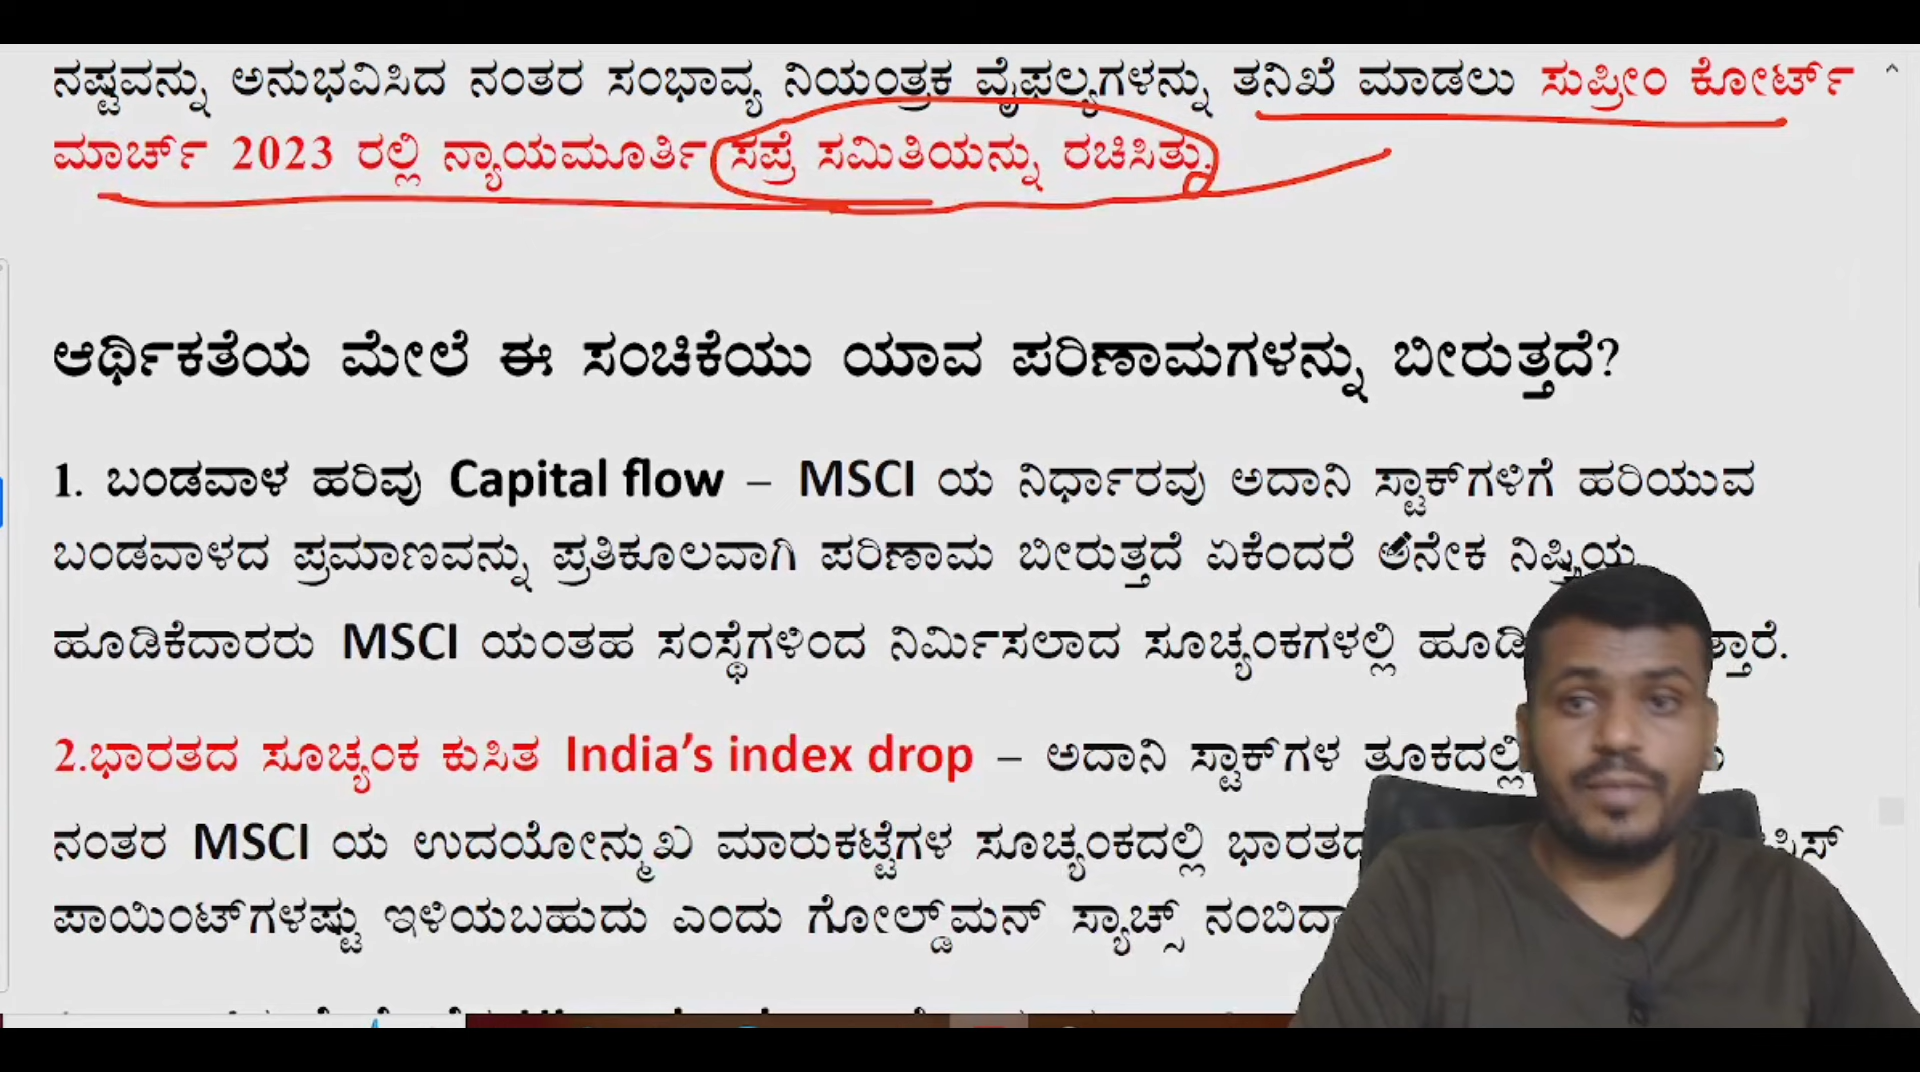 ನಷ್ಟವನ್ನು ಅನುಭವಿಸಿದ ನಂತರ ಸಂಭಾವ್ಯ ನಿಯಂತ್ರಕ ವೈಫಲ್ಯಗಳನ್ನು ತನಿಖೆ ಮಾಡಲು ಸುಪ್ರೀಂ ಕೋರ್ಟ್
ಮಾರ್ಚ್ 2023 ರಲ್ಲಿ ನ್ಯಾಯಮೂರ್ತಿ ಸಪ್ರೆ ಸಮಿತಿಯನ್ನು ರಚಿಸಿತ್ತು.
ಆರ್ಥಿಕತೆಯ ಮೇಲೆ ಈ ಸಂಚಿಕೆಯು ಯಾವ ಪರಿಣಾಮಗಳನ್ನು ಬೀರುತ್ತದೆ?
1. ಬಂಡವಾಳ ಹರಿವು Capital flow – MSCI ಯ ನಿರ್ಧಾರವು ಅದಾನಿ ಸ್ಟಾಕ್‌ಗಳಿಗೆ ಹರಿಯುವ
ಬಂಡವಾಳದ ಪ್ರಮಾಣವನ್ನು ಪ್ರತಿಕೂಲವಾಗಿ ಪರಿಣಾಮ ಬೀರುತ್ತದೆ ಏಕೆಂದರೆ ಅನೇಕ ನಿಷ್ಕ್ರಿಯ
ಹೂಡಿಕೆದಾರರು MSCI ಯಂತಹ ಸಂಸ್ಥೆಗಳಿಂದ ನಿರ್ಮಿಸಲಾದ ಸೂಚ್ಯಂಕಗಳಲ್ಲಿ
2.ಭಾರತದ ಸೂಚ್ಯಂಕ ಕುಸಿತ India’s index drop – ಅದಾನಿ ಸ್ಟಾಕ್‌ಗಳ ತೂಕದಲ್ಲಿ
ನಂತರ MSCI ಯ ಉದಯೋನ್ಮುಖ ಮಾರುಕಟ್ಟೆಗಳ ಸೂಚ್ಯಂಕದಲ್ಲಿ
ಪಾಯಿಂಟ್‌ಗಳಷ್ಟು ಇಳಿಯಬಹುದು ಎಂದು ಗೋಲ್ಡ್‌ಮನ್ ಸ್ಯಾಚ್ಸ್